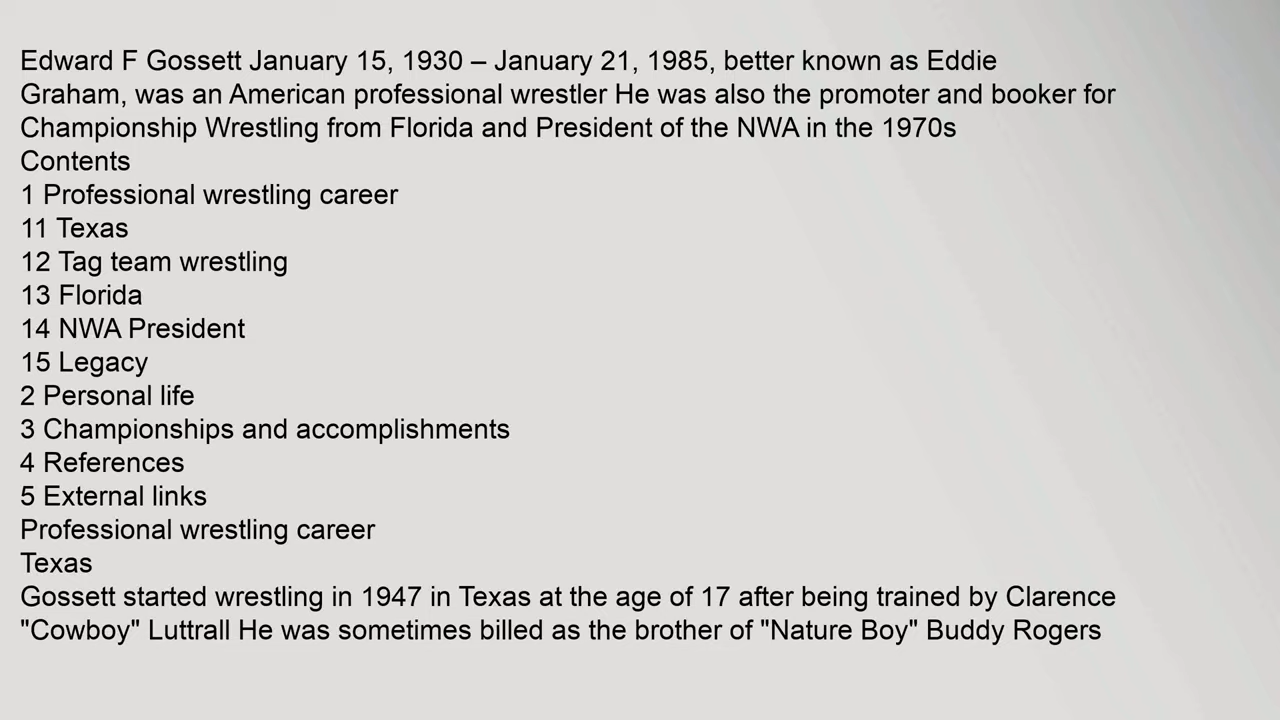 Edward F Gossett January 15, 1930 – January 21, 1985, better known as Eddie
Graham, was an American professional wrestler He was also the promoter and booker for
Championship Wrestling from Florida and President of the NWA in the 1970s
Contents
1 Professional wrestling career
11 Texas
12 Tag team wrestling
13 Florida
14 NWA President
15 Legacy
2 Personal life
3 Championships and accomplishments
4 References
5 External links
Professional wrestling career
Texas
Gossett started wrestling in 1947 in Texas at the age of 17 after being trained by Clarence
"Cowboy" Luttrall He was sometimes billed as the brother of "Nature Boy" Buddy Rogers